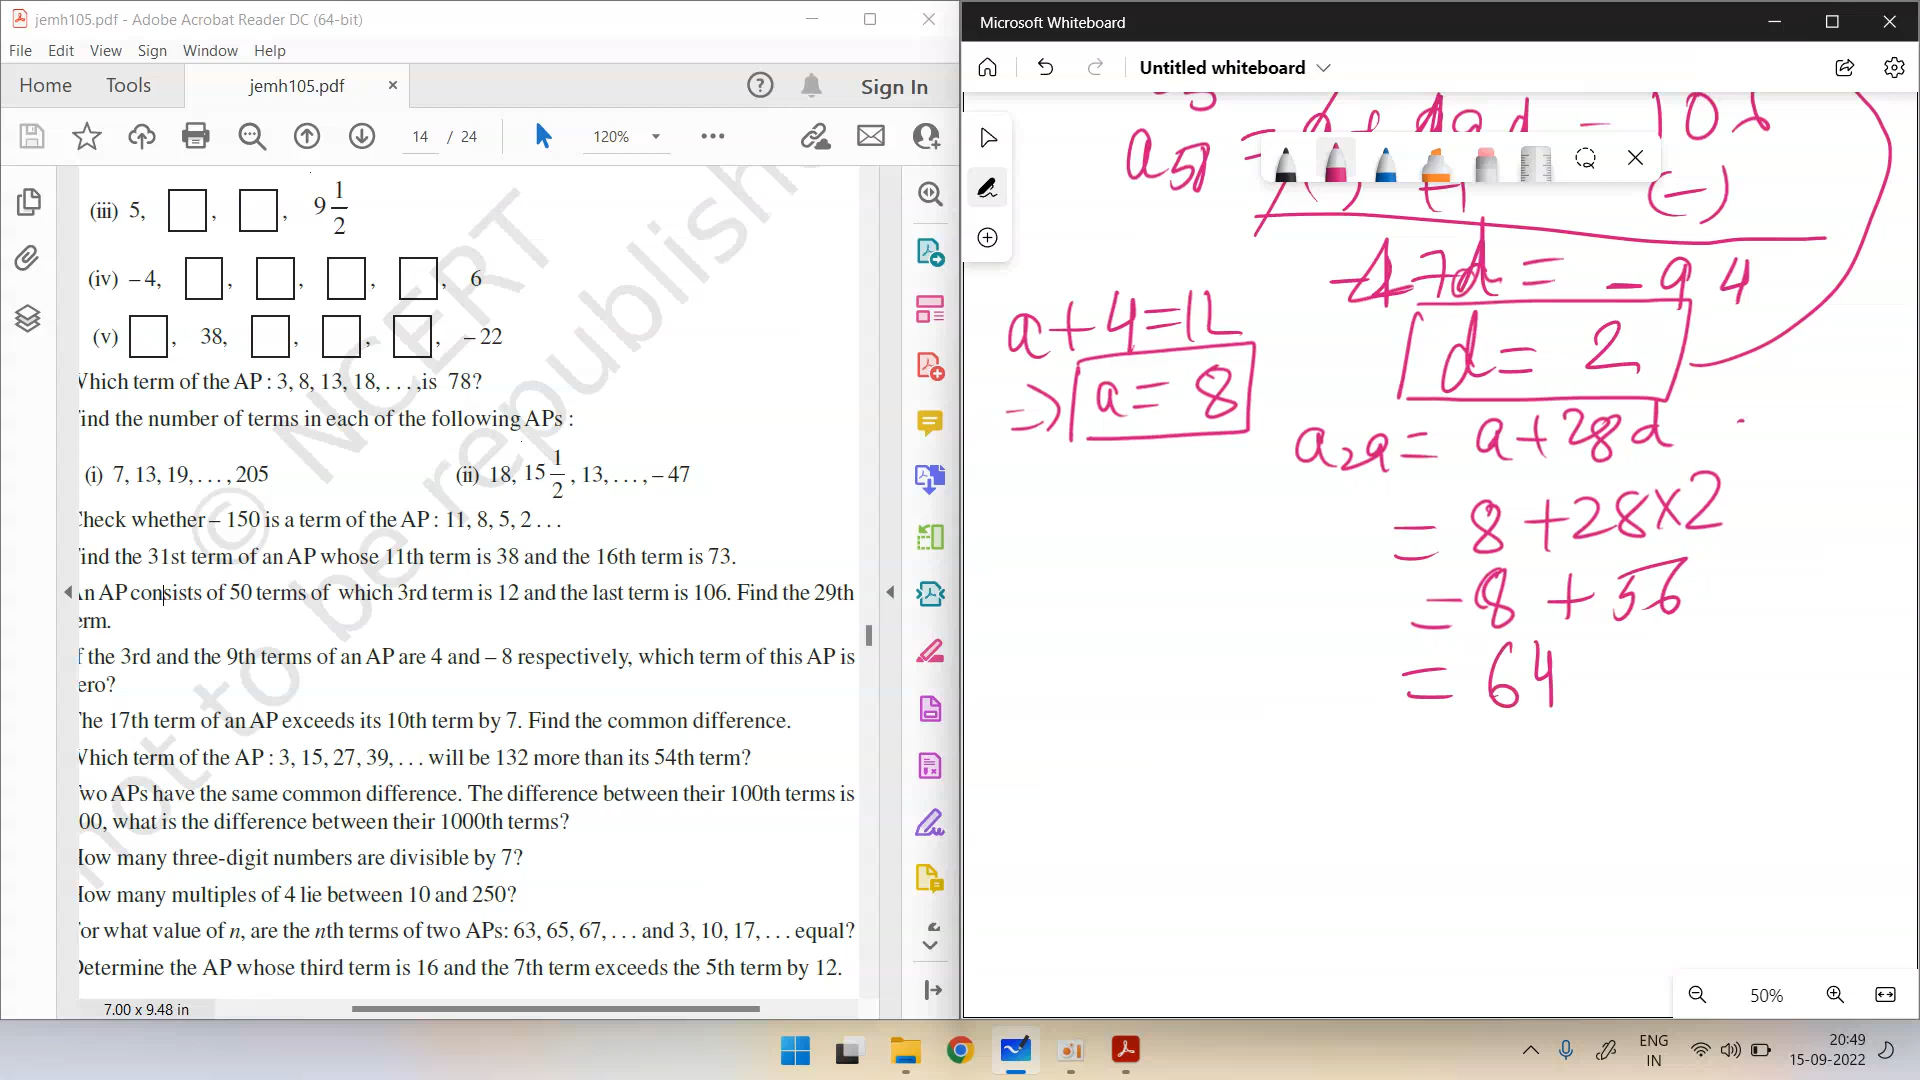 jemh105.pdf - Adobe Acrobat Reader DC (64-bit)
File Edit View Sign Window Help
Home Tools jemh105.pdf × Sign In
14 / 24 120%
(iii) 5, , , 9 1/2
(iv) – 4, , , , , 6
(v) , 38, , , , – 22
Which term of the AP : 3, 8, 13, 18, . . . ,is 78?
ind the number of terms in each of the following APs :
(i) 7, 13, 19, . . . , 205 (ii) 18, 15 1/2 , 13, . . . , – 47
Check whether – 150 is a term of the AP : 11, 8, 5, 2 . . .
ind the 31st term of an AP whose 11th term is 38 and the 16th term is 73.
An AP consists of 50 terms of which 3rd term is 12 and the last term is 106. Find the 29th
erm.
f the 3rd and the 9th terms of an AP are 4 and – 8 respectively, which term of this AP is
ero?
The 17th term of an AP exceeds its 10th term by 7. Find the common difference.
Which term of the AP : 3, 15, 27, 39, . . . will be 132 more than its 54th term?
Two APs have the same common difference. The difference between their 100th terms is
00, what is the difference between their 1000th terms?
How many three-digit numbers are divisible by 7?
How many multiples of 4 lie between 10 and 250?
For what value of n, are the nth terms of two APs: 63, 65, 67, . . . and 3, 10, 17, . . . equal?
Determine the AP whose third term is 16 and the 7th term exceeds the 5th term by 12.
© NCERT
not to be republished
7.00 x 9.48 in
Microsoft Whiteboard
Untitled whiteboard
(–)
-47d = -94
d = 2
a+4=12
=> a = 8
a29 = a+28d
= 8 +28×2
= 8 + 56
= 64
50%
ENG
IN
20:49
15-09-2022